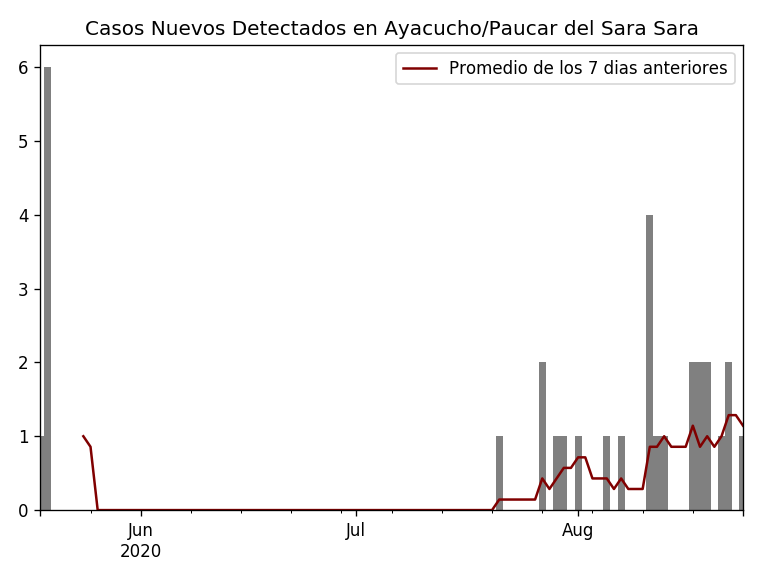 Casos Nuevos Detectados en Ayacucho/Paucar del Sara Sara
Promedio de los 7 dias anteriores
6
5
4
3
2
1
0
Jun
2020
Jul
Aug